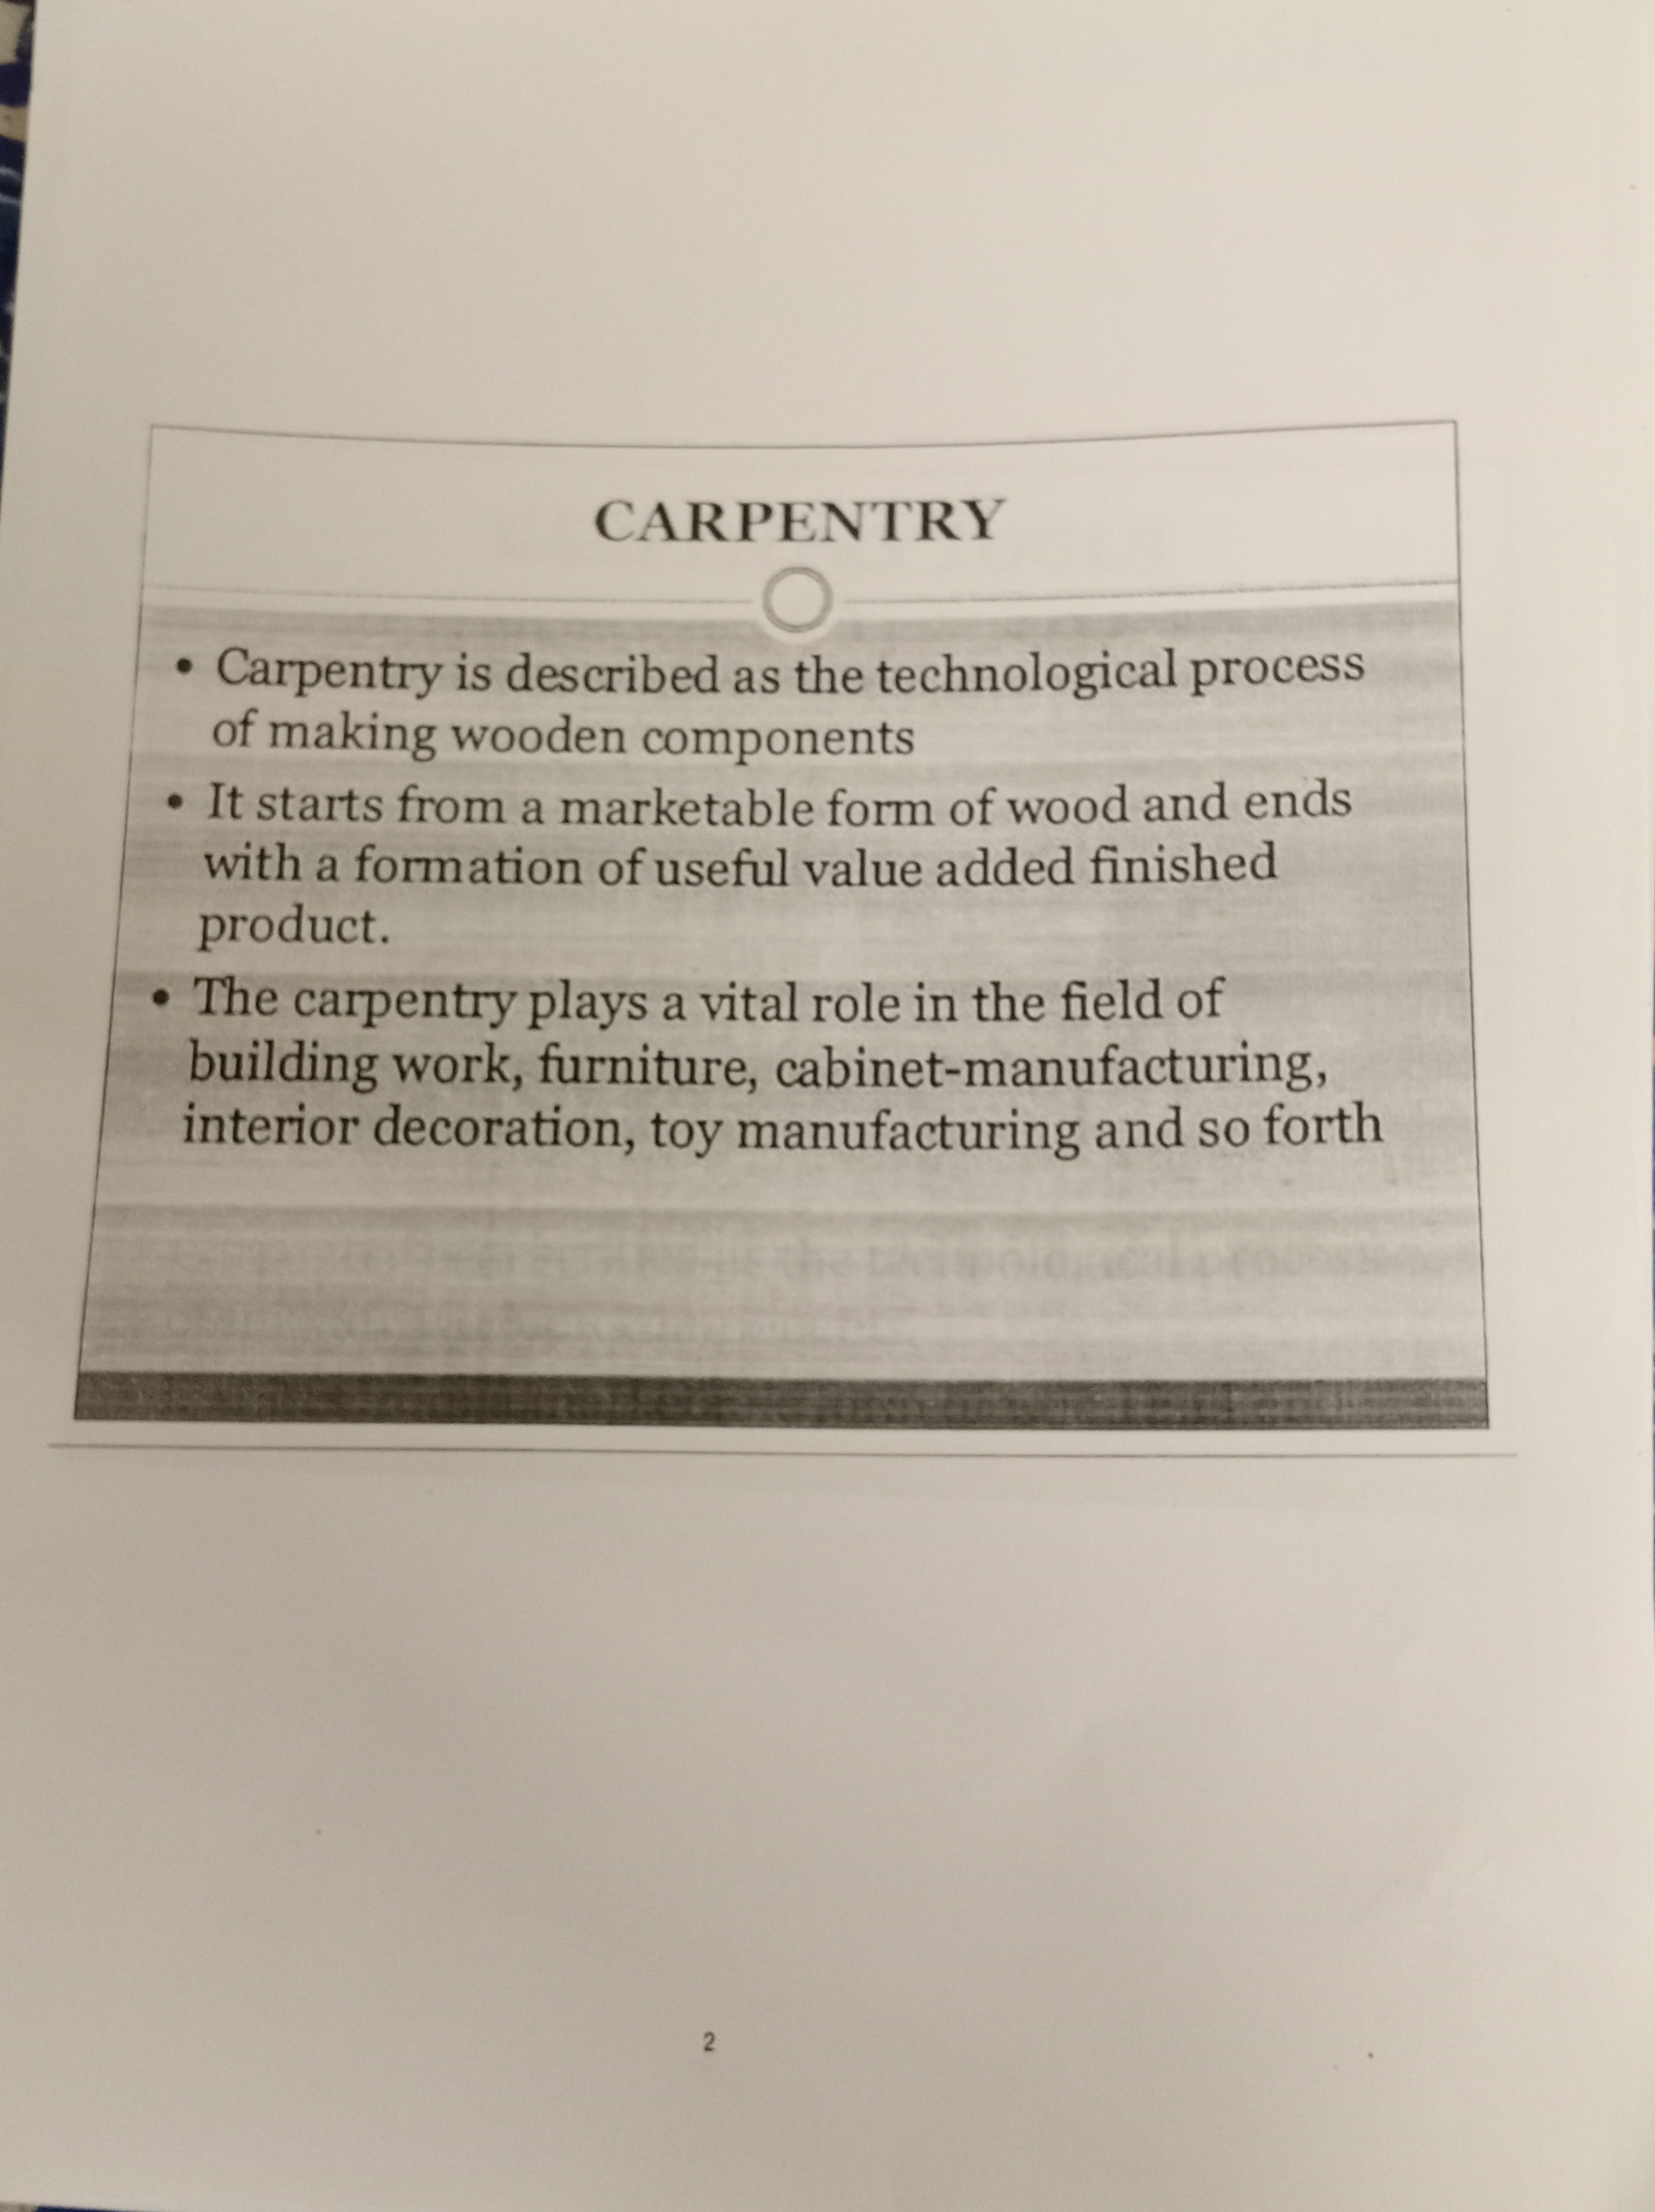 CARPENTRY
• Carpentry is described as the technological process
of making wooden components
• It starts from a marketable form of wood and ends
with a formation of useful value added finished
product.
• The carpentry plays a vital role in the field of
building work, furniture, cabinet-manufacturing,
interior decoration, toy manufacturing and so forth
2